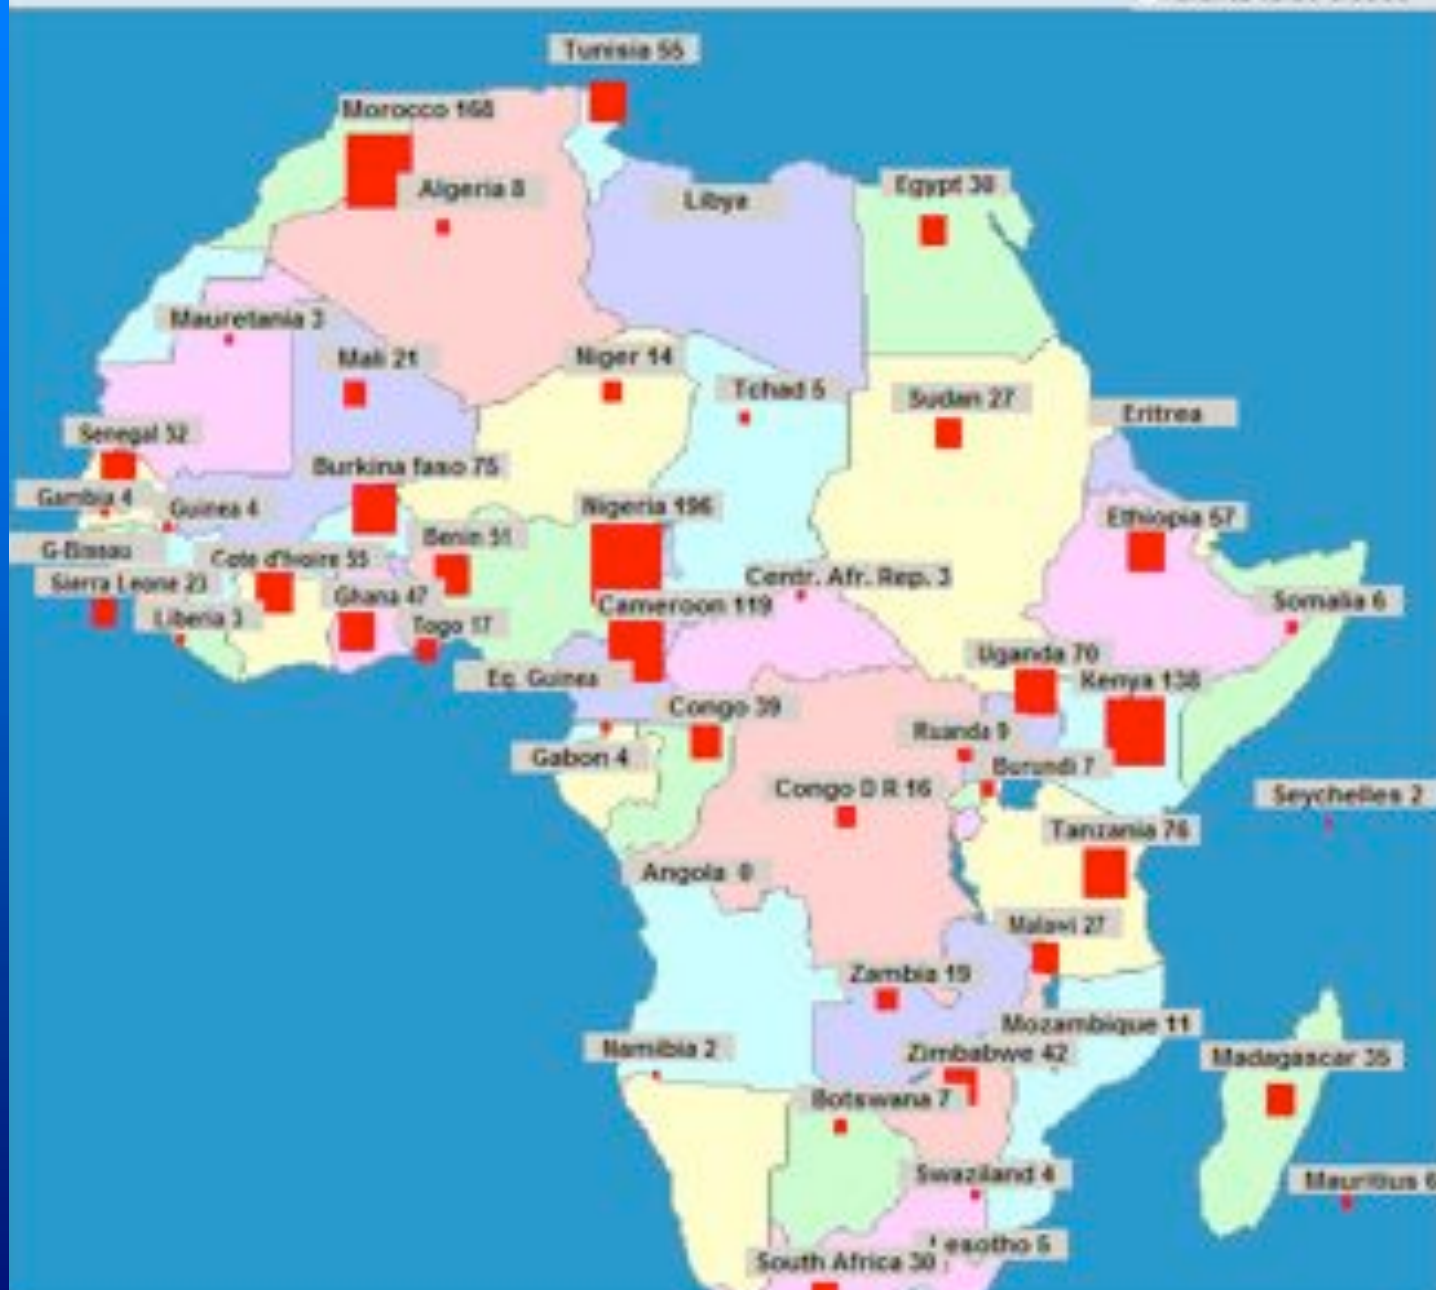 Tunisia 55
Morocco 168
Algeria 8
Libya
Egypt 38
Mauretania 3
Mali 21
Niger 14
Tchad 5
Sudan 27
Eritrea
Senegal 52
Burkina faso 75
Gambia 4
Guinea 4
Nigeria 196
Ethiopia 57
Benin 51
G-Bissau
Cote d'Ivoire 55
Sierra Leone 23
Centr. Afr. Rep. 3
Ghana 47
Cameroon 119
Somalia 6
Liberia 3
Togo 17
Uganda 70
Eq. Guinea
Kenya 138
Congo 39
Ruanda 9
Gabon 4
Burundi 7
Congo D R 16
Seychelles 2
Tanzania 76
Angola
Malawi 27
Zambia 19
Mozambique 11
Namibia 2
Zimbabwe 42
Madagascar 35
Botswana 7
Swaziland 4
Mauritius 6
esotho 5
South Africa 30